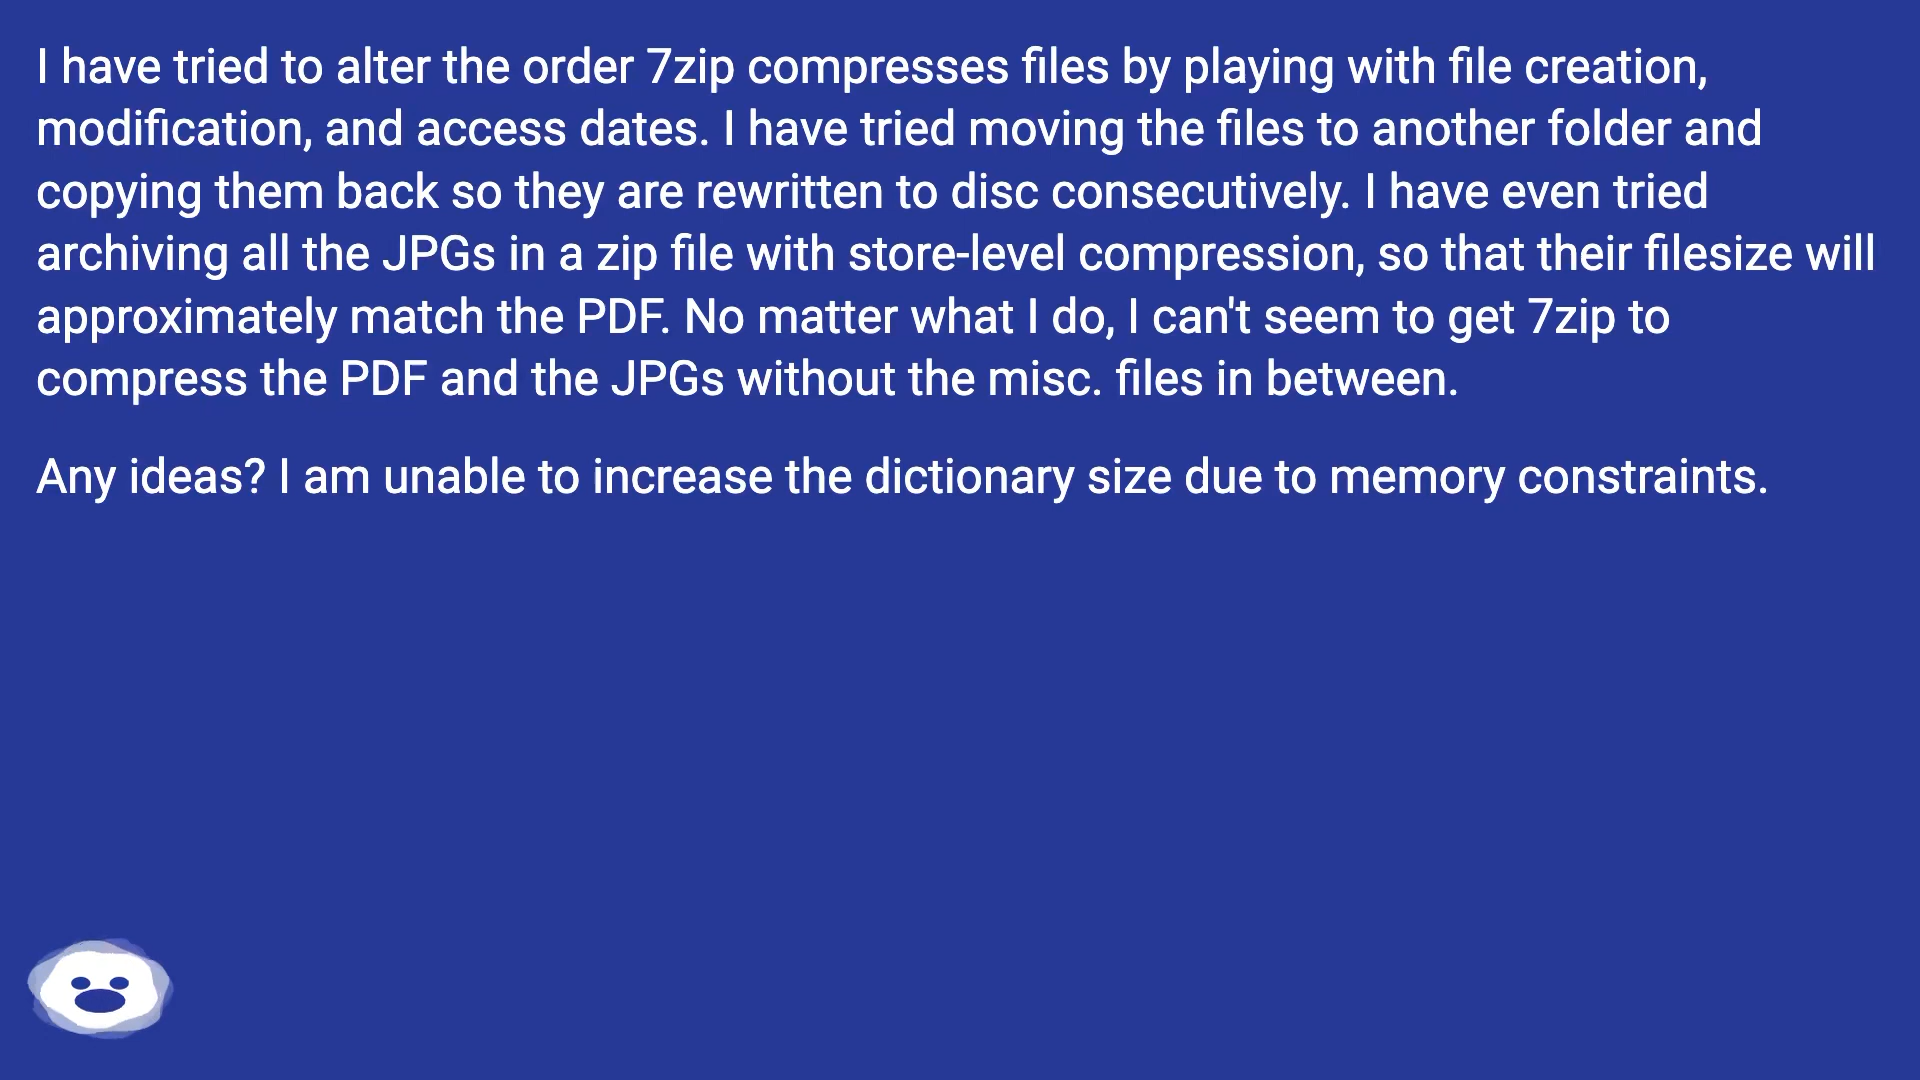 I have tried to alter the order 7zip compresses files by playing with file creation,
modification, and access dates. I have tried moving the files to another folder and
copying them back so they are rewritten to disc consecutively. I have even tried
archiving all the JPGs in a zip file with store-level compression, so that their filesize will
approximately match the PDF. No matter what I do, I can't seem to get 7zip to
compress the PDF and the JPGs without the misc. files in between.
Any ideas? I am unable to increase the dictionary size due to memory constraints.